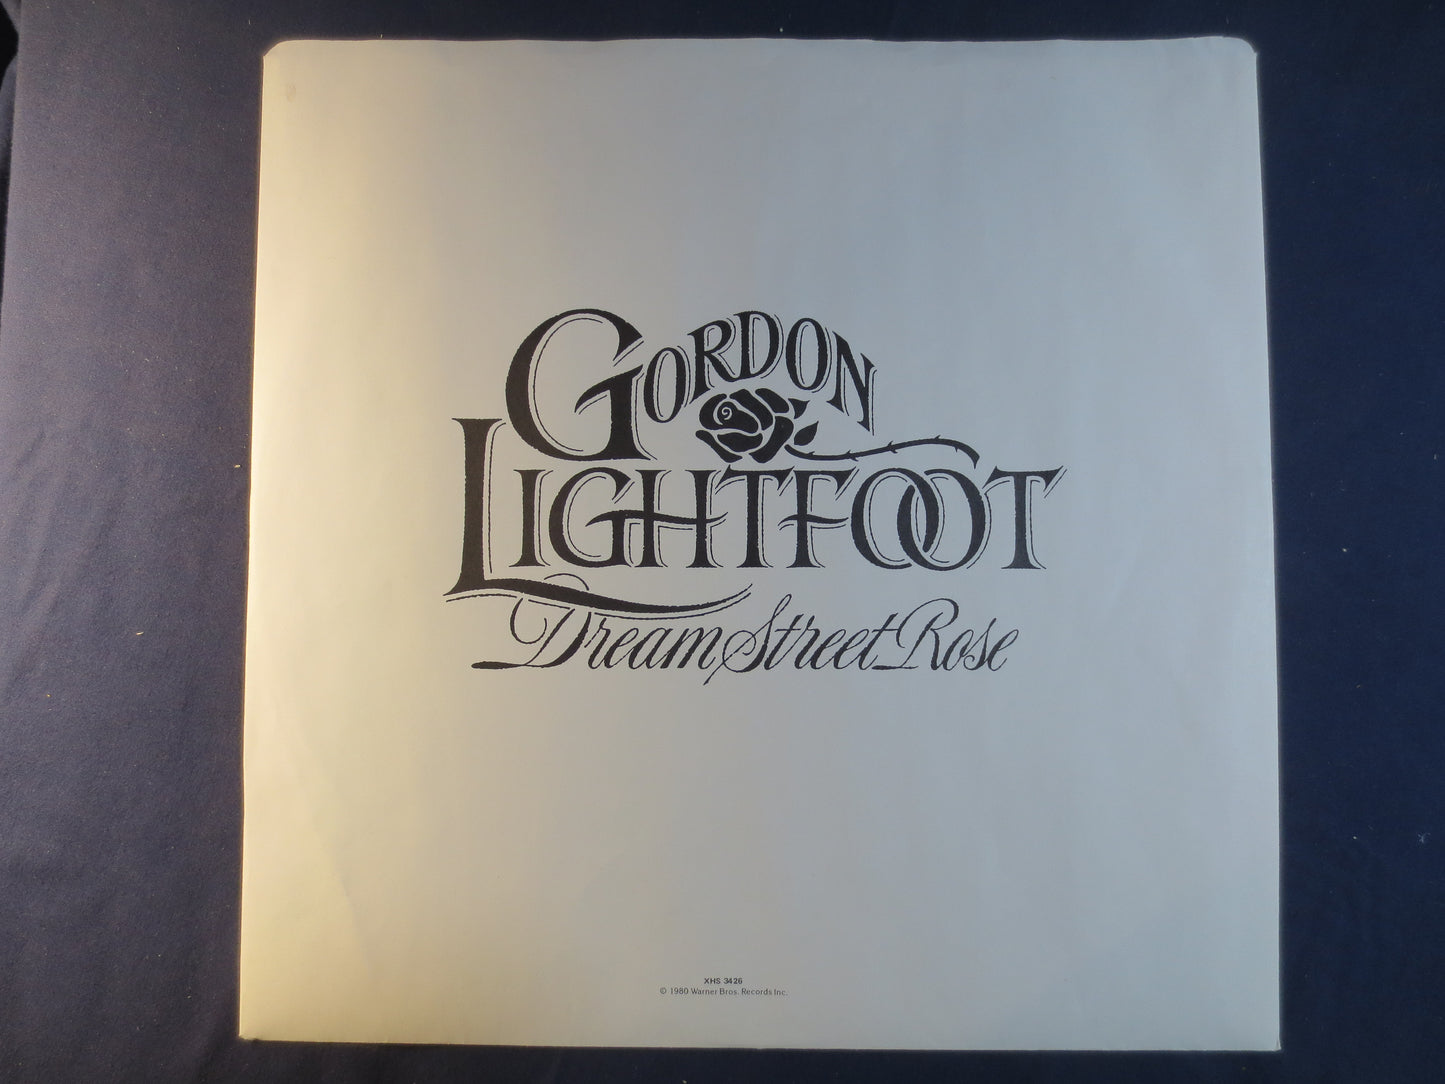 GORDON
LIGHTFOOT
Dream Street Rose
XHS 3426
© 1980 Warner Bros. Records Inc.